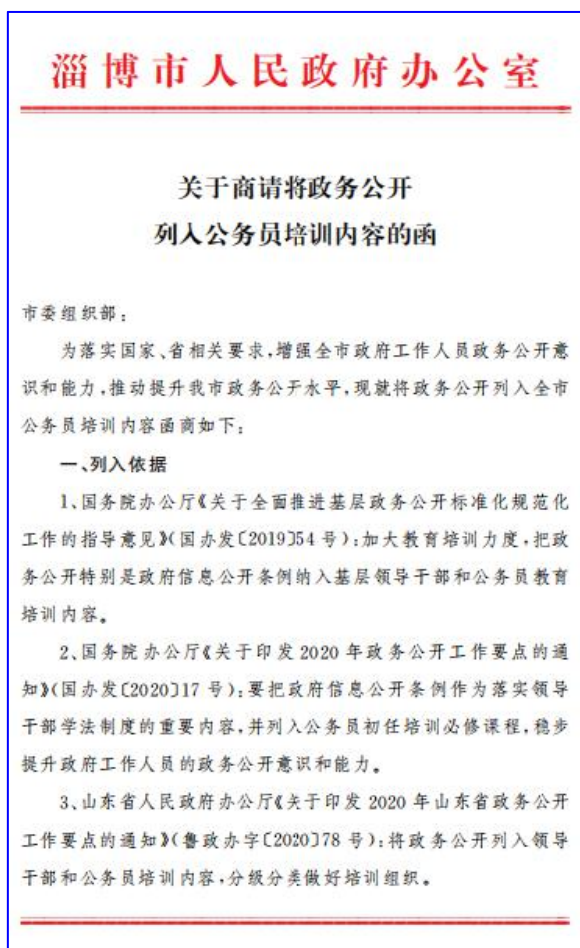 淄博市人民政府办公室
关于商请将政务公开
列入公务员培训内容的函
市委组织部：
为落实国家、省相关要求，增强全市政府工作人员政务公开意
识和能力，推动提升我市政务公开水平，现就将政务公开列入全市
公务员培训内容函商如下：
一、列入依据
1、国务院办公厅《关于全面推进基层政务公开标准化规范化
工作的指导意见》（国办发〔2019〕54号）：加大教育培训力度，把政
务公开特别是政府信息公开条例纳入基层领导干部和公务员教育
培训内容。
2、国务院办公厅《关于印发2020年政务公开工作要点的通
知》（国办发〔2020〕17号）：要把政府信息公开条例作为落实领导
干部学法制度的重要内容，并列入公务员初任培训必修课程，稳步
提升政府工作人员的政务公开意识和能力。
3、山东省人民政府办公厅《关于印发2020年山东省政务公开
工作要点的通知》（鲁政办字〔2020〕78号）：将政务公开列入领导
干部和公务员培训内容，分级分类做好培训组织。